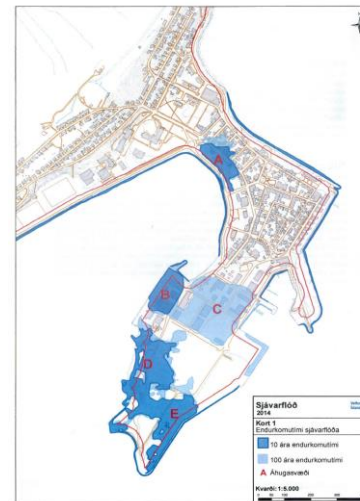 A
B
C
D
E
Sjávarflóð
2014
Kort 1
Endurkomutími sjávarflóða
10 ára endurkomutími
100 ára endurkomutími
A Áhugasvæði
Kvarði:1:5.000